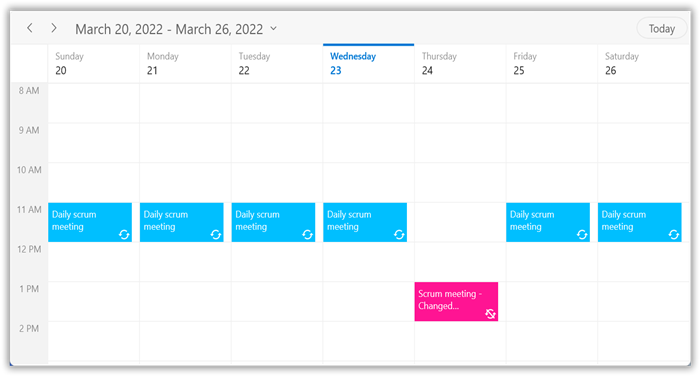 March 20, 2022 - March 26, 2022
Today
Sunday Monday Tuesday Wednesday Thursday Friday Saturday
20 21 22 23 24 25 26
8 AM
9 AM
10 AM
11 AM
Daily scrum Daily scrum Daily scrum Daily scrum Daily scrum Daily scrum
meeting meeting meeting meeting meeting meeting
12 PM
1 PM
Scrum meeting -
Changed...
2 PM